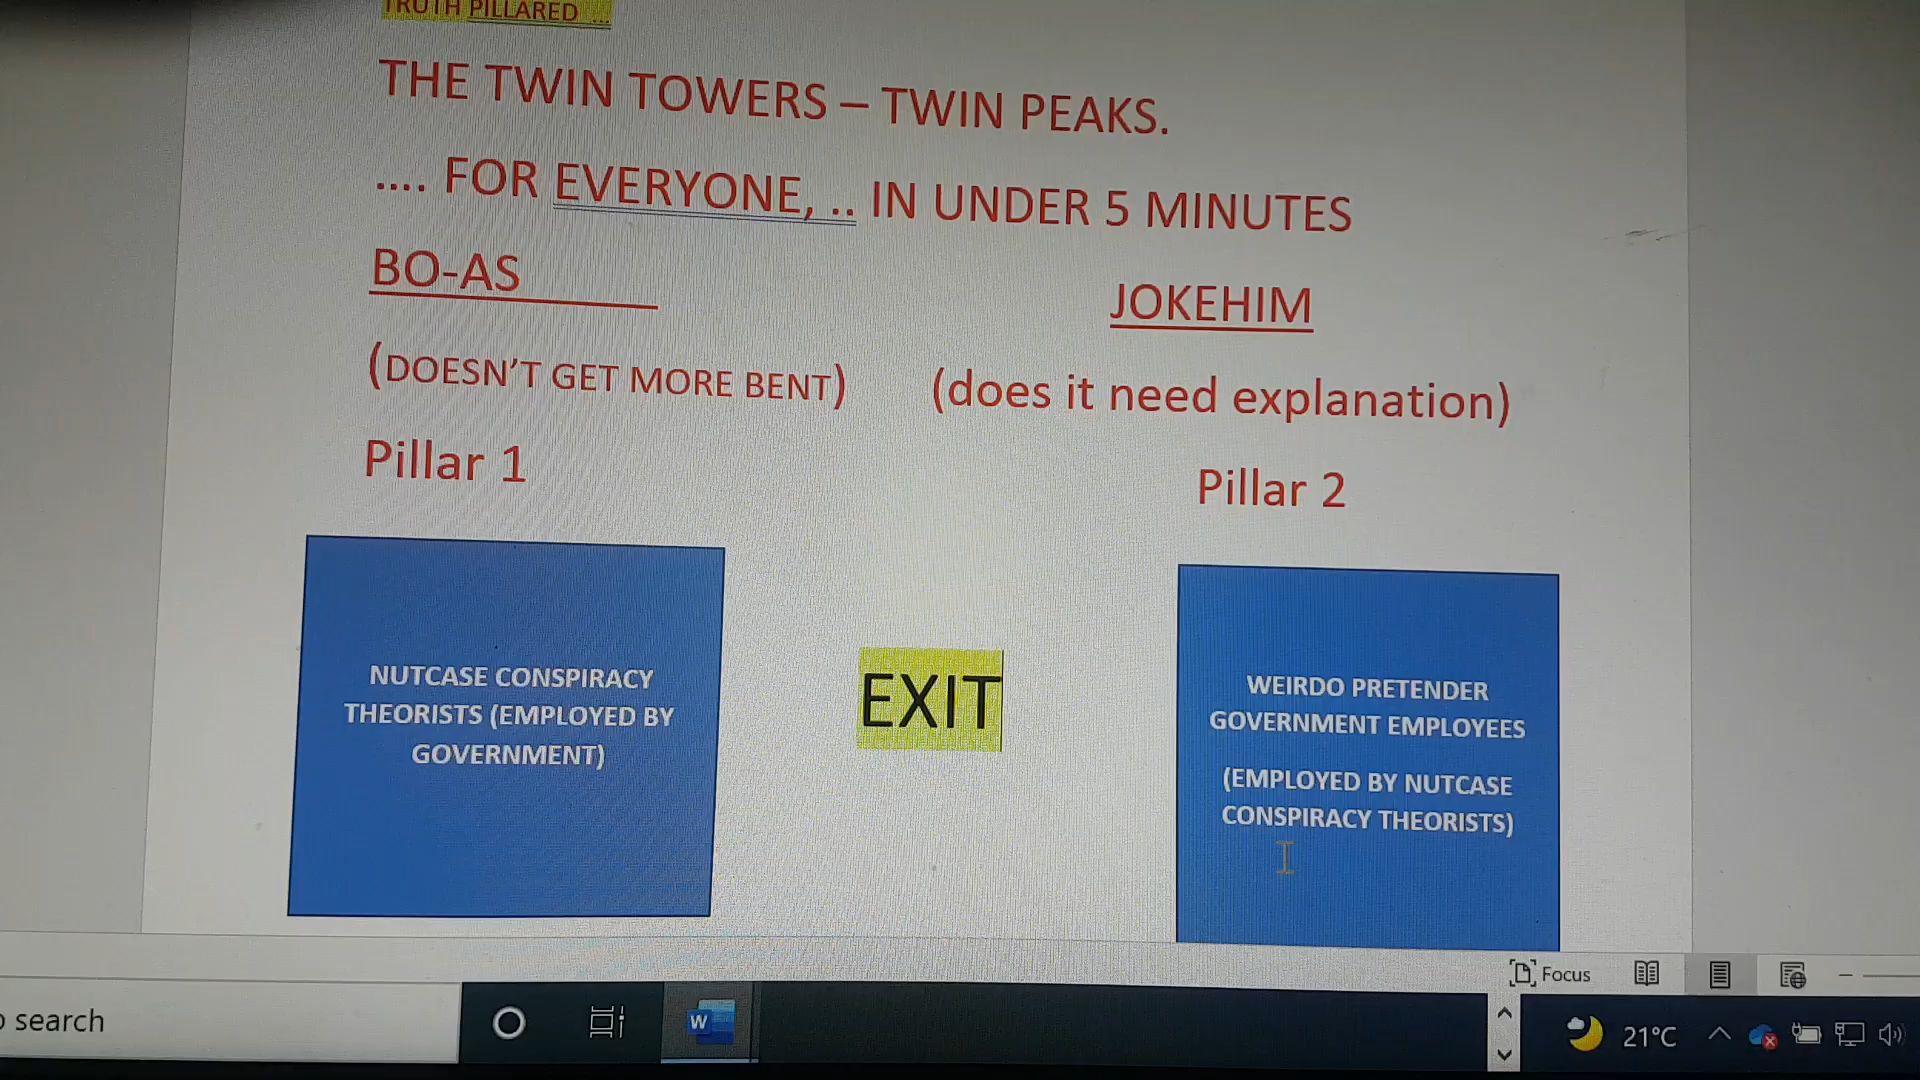 TRUTH PILLARED ...
THE TWIN TOWERS – TWIN PEAKS.
.... FOR EVERYONE, .. IN UNDER 5 MINUTES
BO-AS JOKEHIM
(DOESN'T GET MORE BENT) (does it need explanation)
Pillar 1 Pillar 2
NUTCASE CONSPIRACY
THEORISTS (EMPLOYED BY
GOVERNMENT)
EXIT
WEIRDO PRETENDER
GOVERNMENT EMPLOYEES
(EMPLOYED BY NUTCASE
CONSPIRACY THEORISTS)
Focus
search
W
21°C